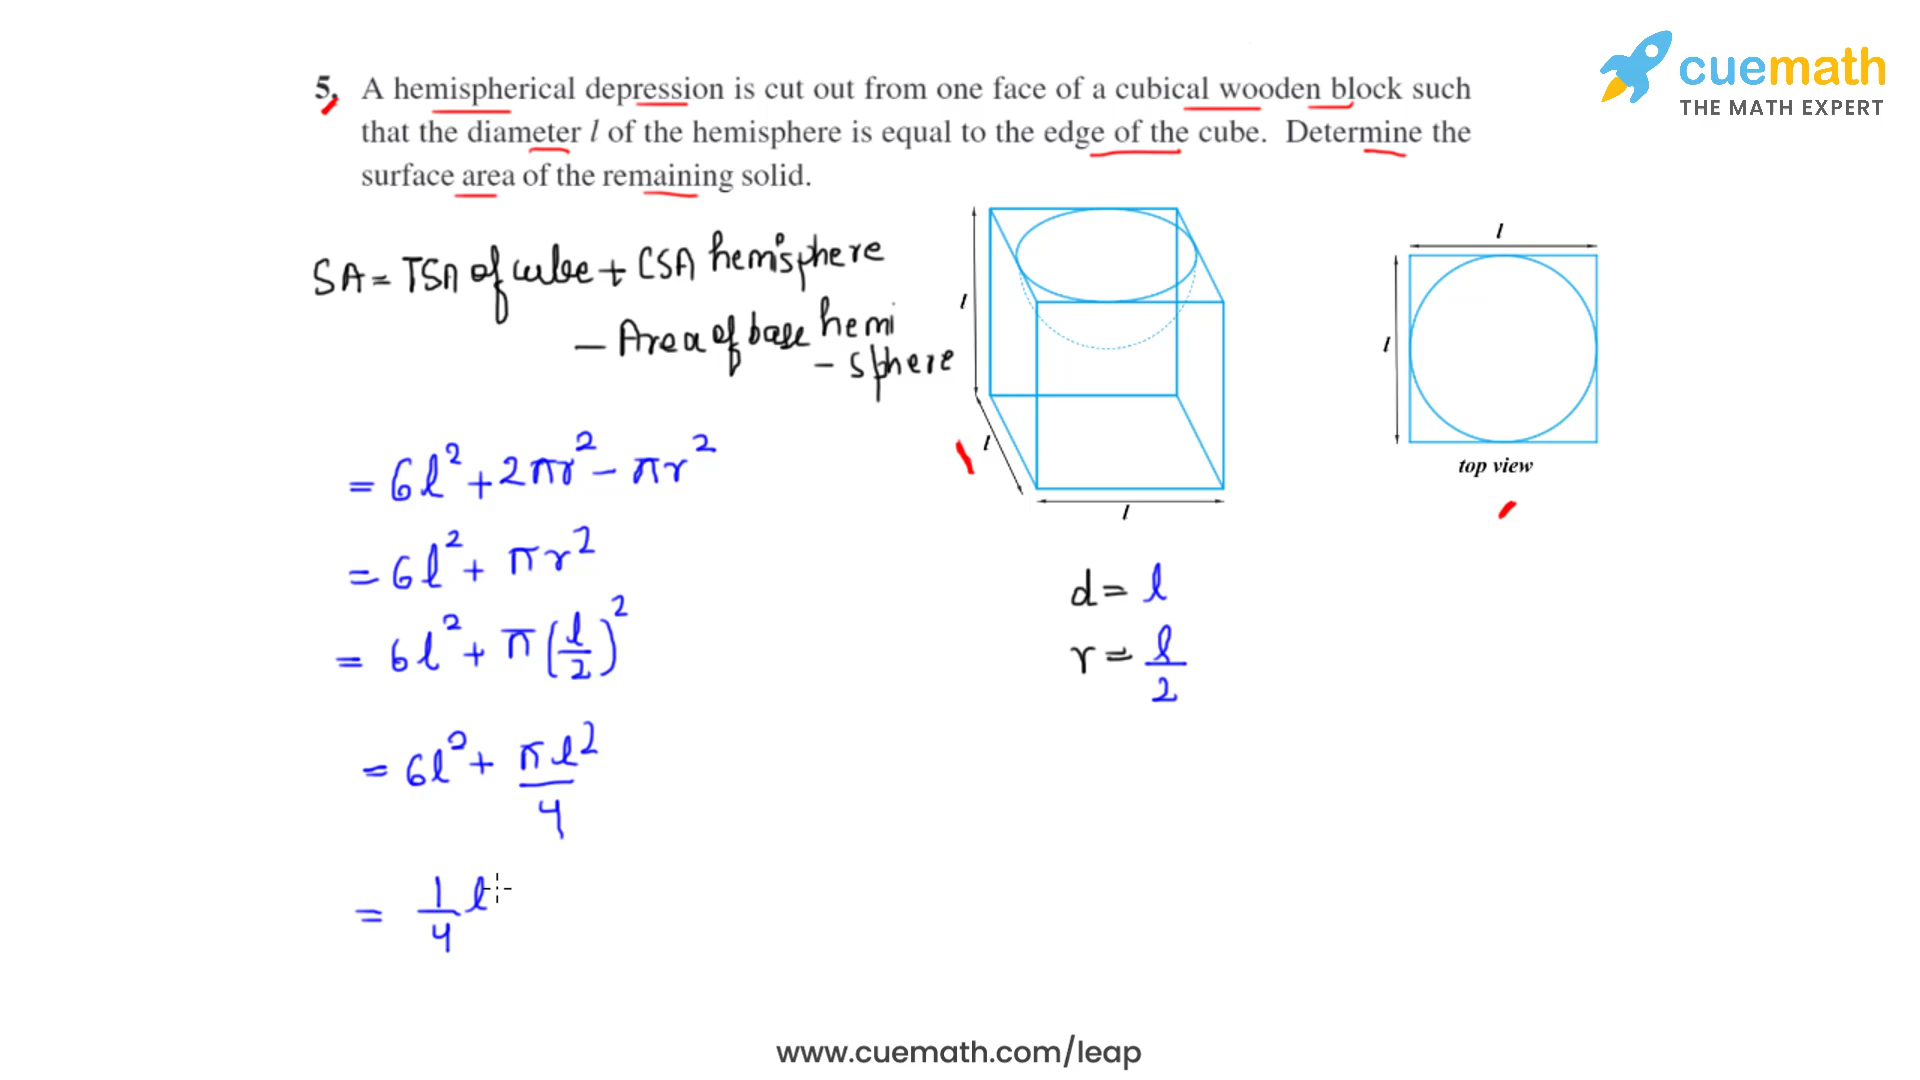 cuemath
THE MATH EXPERT
5. A hemispherical depression is cut out from one face of a cubical wooden block such
that the diameter l of the hemisphere is equal to the edge of the cube. Determine the
surface area of the remaining solid.
SA = TSA of cube + CSA hemisphere
– Area of base hemi
– sphere
= 6l² + 2πr² – πr²
= 6l² + πr²
= 6l² + π(l/2)²
= 6l² + πl²/4
= 1/4 l
l
l
l
l
l
top view
d = l
r = l/2
www.cuemath.com/leap